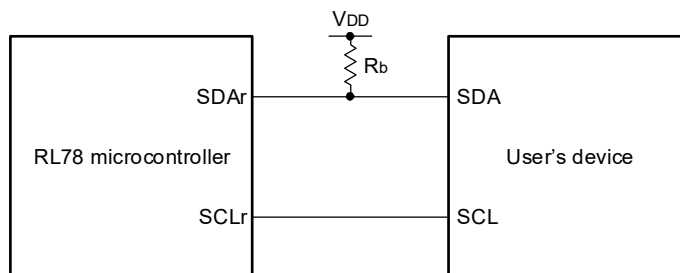 VDD
Rb
SDAr SDA
RL78 microcontroller User's device
SCLr SCL